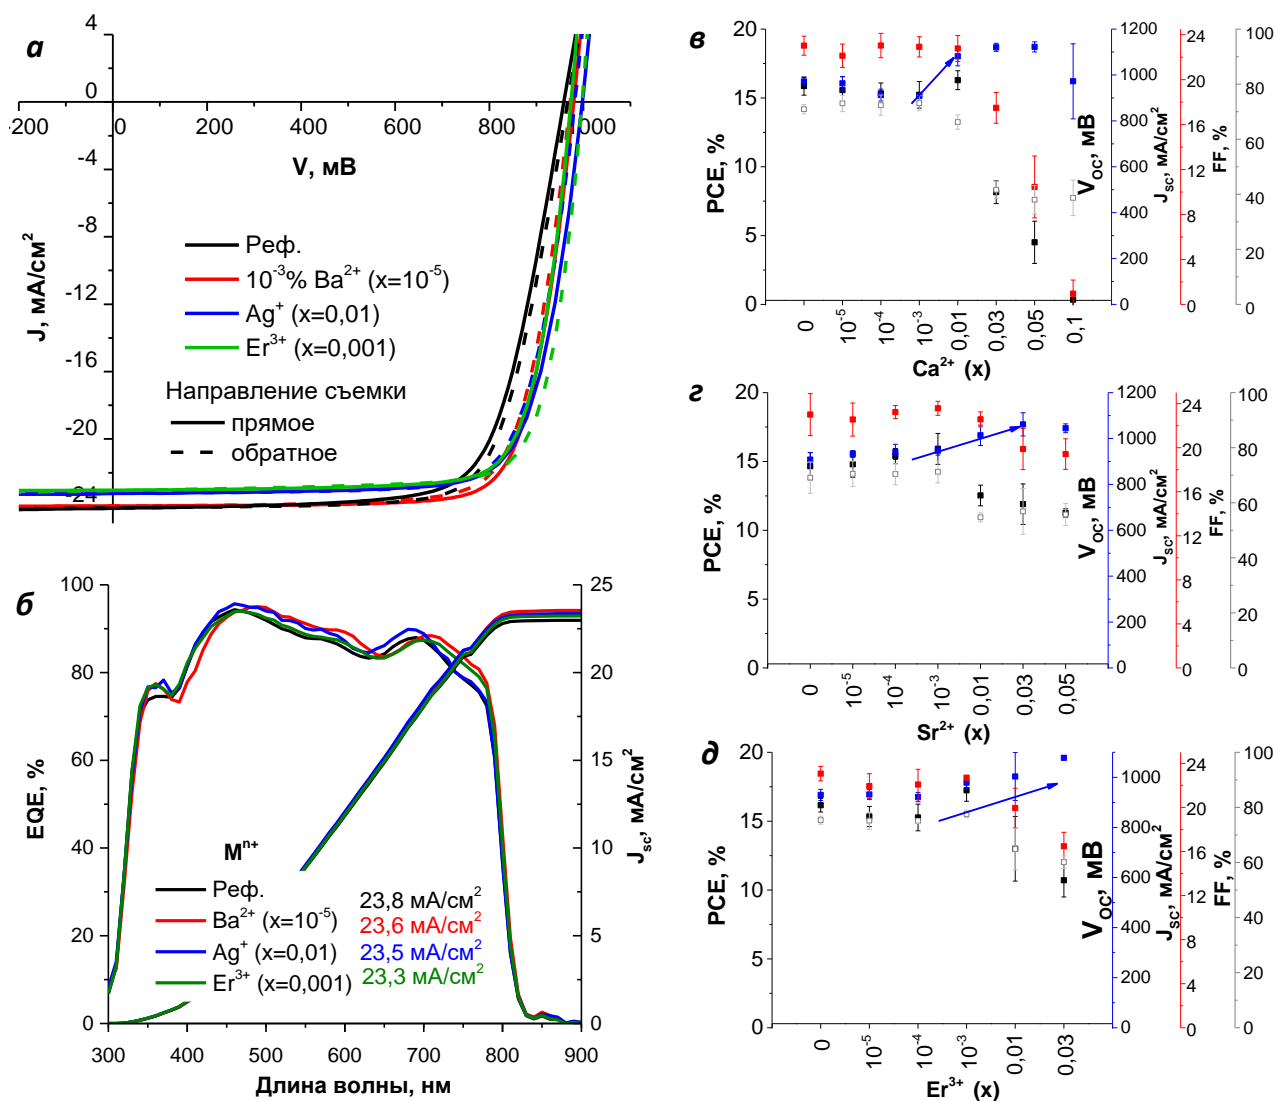 а
4
0
-4
-8
-12
-16
-20
-24
-200
0
200
400
600
800
1000
V, мВ
J, мА/см²
Реф.
10⁻³% Ba²⁺ (x=10⁻⁵)
Ag⁺ (x=0,01)
Er³⁺ (x=0,001)
Направление съемки
прямое
обратное
б
100
80
60
40
20
0
EQE, %
25
20
15
10
5
0
J_sc, мА/см²
Mⁿ⁺
Реф. 23,8 мА/см²
Ba²⁺ (x=10⁻⁵) 23,6 мА/см²
Ag⁺ (x=0,01) 23,5 мА/см²
Er³⁺ (x=0,001) 23,3 мА/см²
300 400 500 600 700 800 900
Длина волны, нм
в
20
15
10
5
0
PCE, %
1200
1000
800
600
400
200
0
V_OC, мВ
24
20
16
12
8
4
0
J_SC, мА/см²
100
80
60
40
20
0
FF, %
0 10⁻⁵ 10⁻⁴ 10⁻³ 0,01 0,03 0,05 0,1
Ca²⁺ (x)
г
20
15
10
5
0
PCE, %
1200
1000
800
600
400
200
0
V_OC, мВ
24
20
16
12
8
4
0
J_SC, мА/см²
100
80
60
40
20
0
FF, %
0 10⁻⁵ 10⁻⁴ 10⁻³ 0,01 0,03 0,05
Sr²⁺ (x)
д
20
15
10
5
0
PCE, %
1000
800
600
400
200
0
V_OC, мВ
24
20
16
12
8
4
0
J_SC, мА/см²
100
80
60
40
20
0
FF, %
0 10⁻⁵ 10⁻⁴ 10⁻³ 0,01 0,03
Er³⁺ (x)